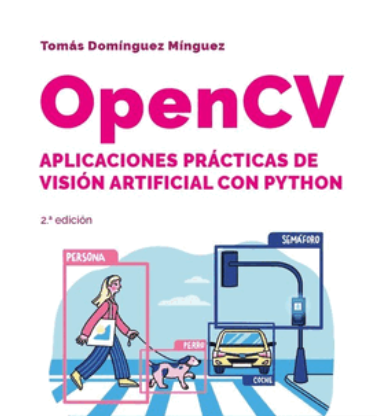 Tomás Domínguez Mínguez
OpenCV
APLICACIONES PRÁCTICAS DE
VISIÓN ARTIFICIAL CON PYTHON
2.ª edición
SEMÁFORO
PERSONA
PERRO
COCHE